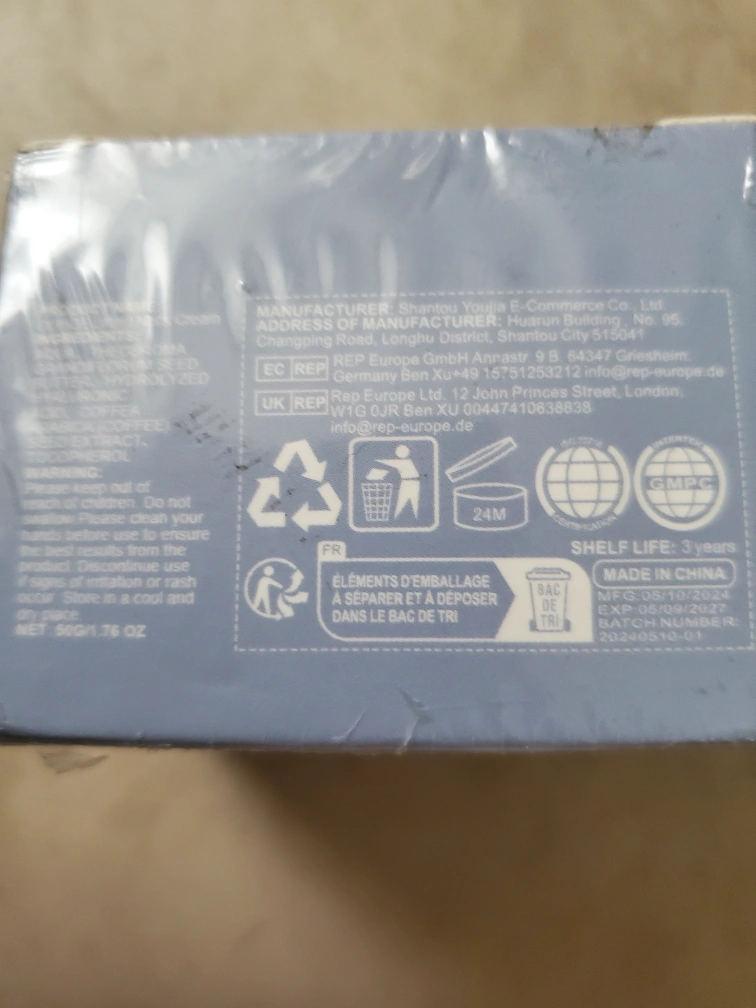 Cream
SEED
HYDROLYZED
COFFEE
WARNING:
Please keep out of
reach of children. Do not
Please clean your
hands before use to ensure
the best results from the
product. Discontinue use
if signs of irritation or rash
occur. Store in a cool and
dry place.
NET: 50G/1.76 OZ
MANUFACTURER: Shantou Youjia E-Commerce Co., Ltd.
ADDRESS OF MANUFACTURER: Huarun Building, No. 95,
Changping Road, Longhu District, Shantou City 515041
EC REP REP Europe GmbH Annastr 9 B. 64347 Griesheim.
Germany Ben Xu+49 15751253212 info@rep-europe.de
UK REP Rep Europe Ltd. 12 John Princes Street, London,
W1G 0JR Ben XU 00447410638838
info@rep-europe.de
24M
CERTIFICATION
GMPC
SHELF LIFE: 3 years
FR
ÉLÉMENTS D'EMBALLAGE
À SÉPARER ET À DÉPOSER
DANS LE BAC DE TRI
BAC
DE
TRI
MADE IN CHINA
MFG:05/10/2024
EXP:05/09/2027
BATCH NUMBER:
20240510-01